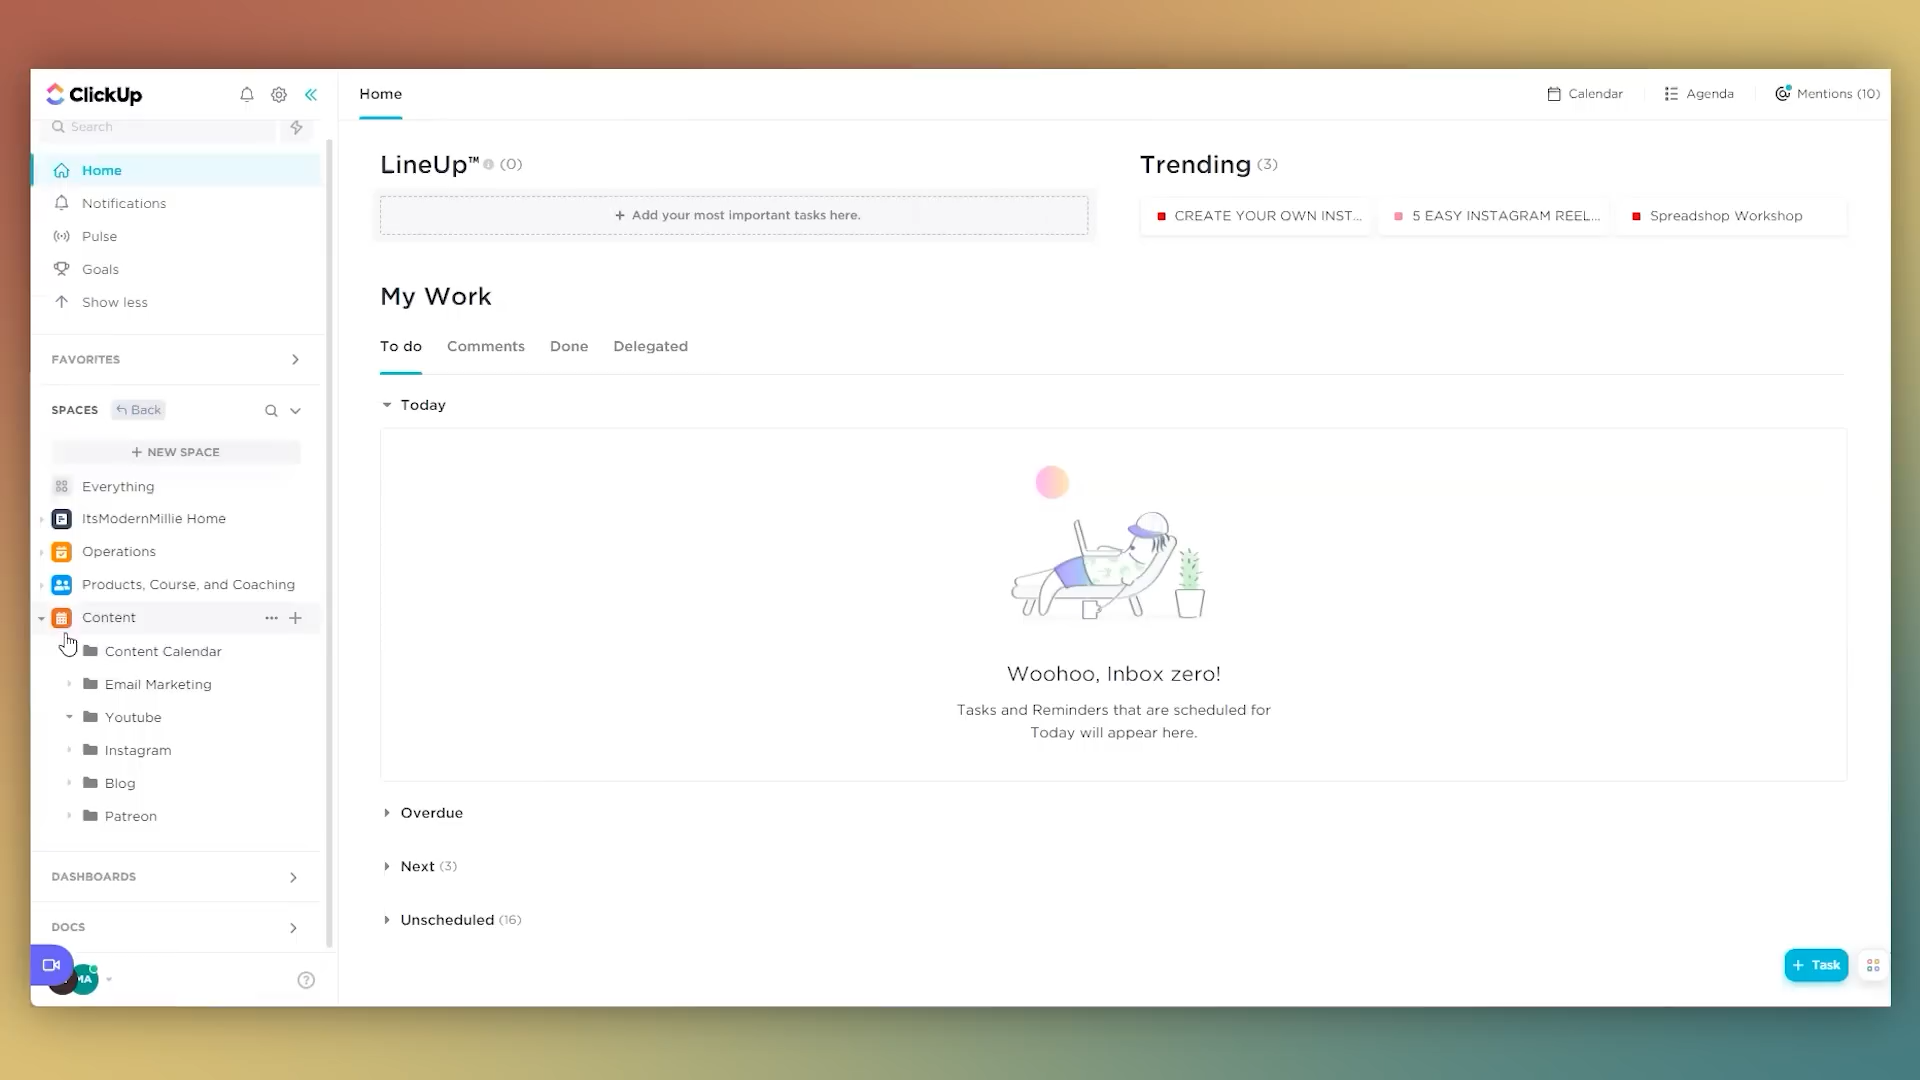 ClickUp
Search
Home
Notifications
Pulse
Goals
Show less
FAVORITES
SPACES Back
+ NEW SPACE
Everything
ItsModernMillie Home
Operations
Products, Course, and Coaching
Content
Content Calendar
Email Marketing
Youtube
Instagram
Blog
Patreon
DASHBOARDS
DOCS
Home
Calendar
Agenda
Mentions (10)
LineUp™ (0)
+ Add your most important tasks here.
Trending (3)
CREATE YOUR OWN INST...
5 EASY INSTAGRAM REEL...
Spreadshop Workshop
My Work
To do Comments Done Delegated
Today
Woohoo, Inbox zero!
Tasks and Reminders that are scheduled for
Today will appear here.
Overdue
Next (3)
Unscheduled (16)
+ Task